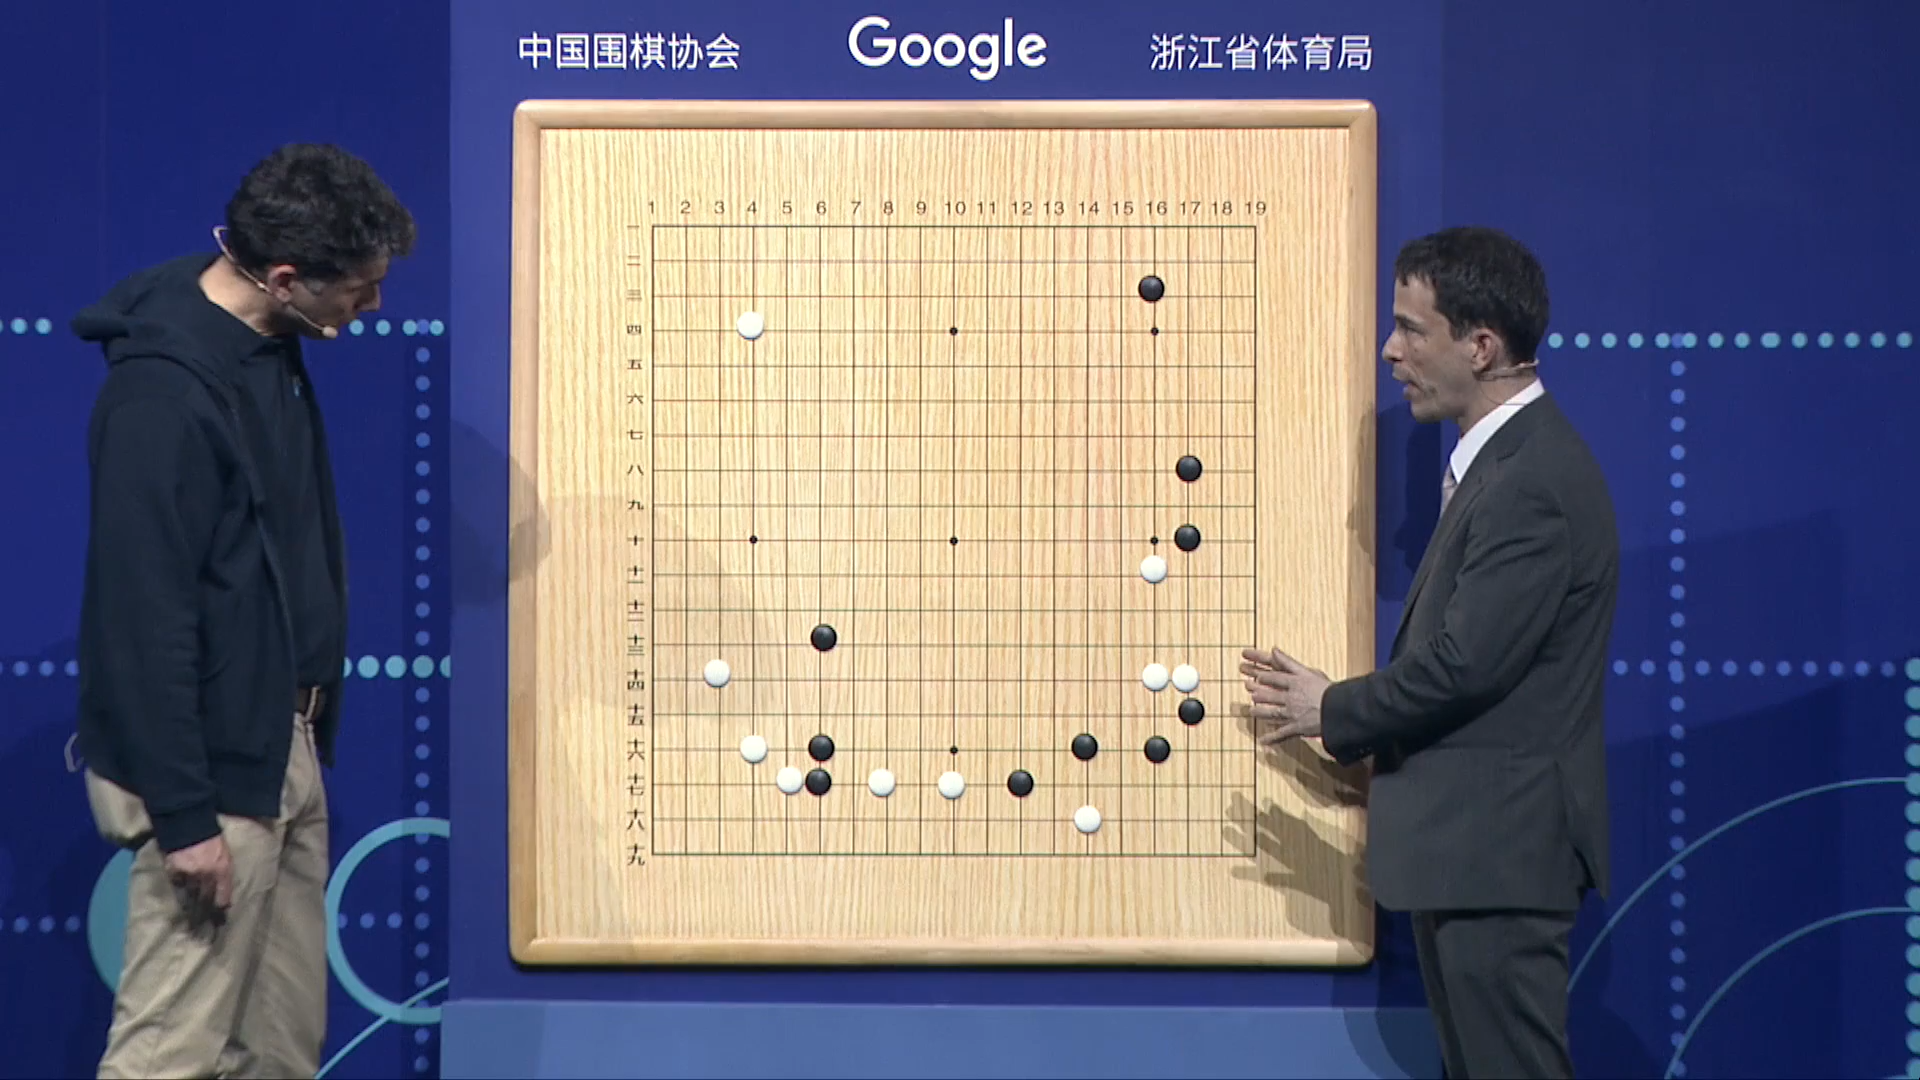 中国围棋协会
Google
浙江省体育局
1 2 3 4 5 6 7 8 9 10 11 12 13 14 15 16 17 18 19
一
二
三
四
五
六
七
八
九
十
十一
十二
十三
十四
十五
十六
十七
十八
十九